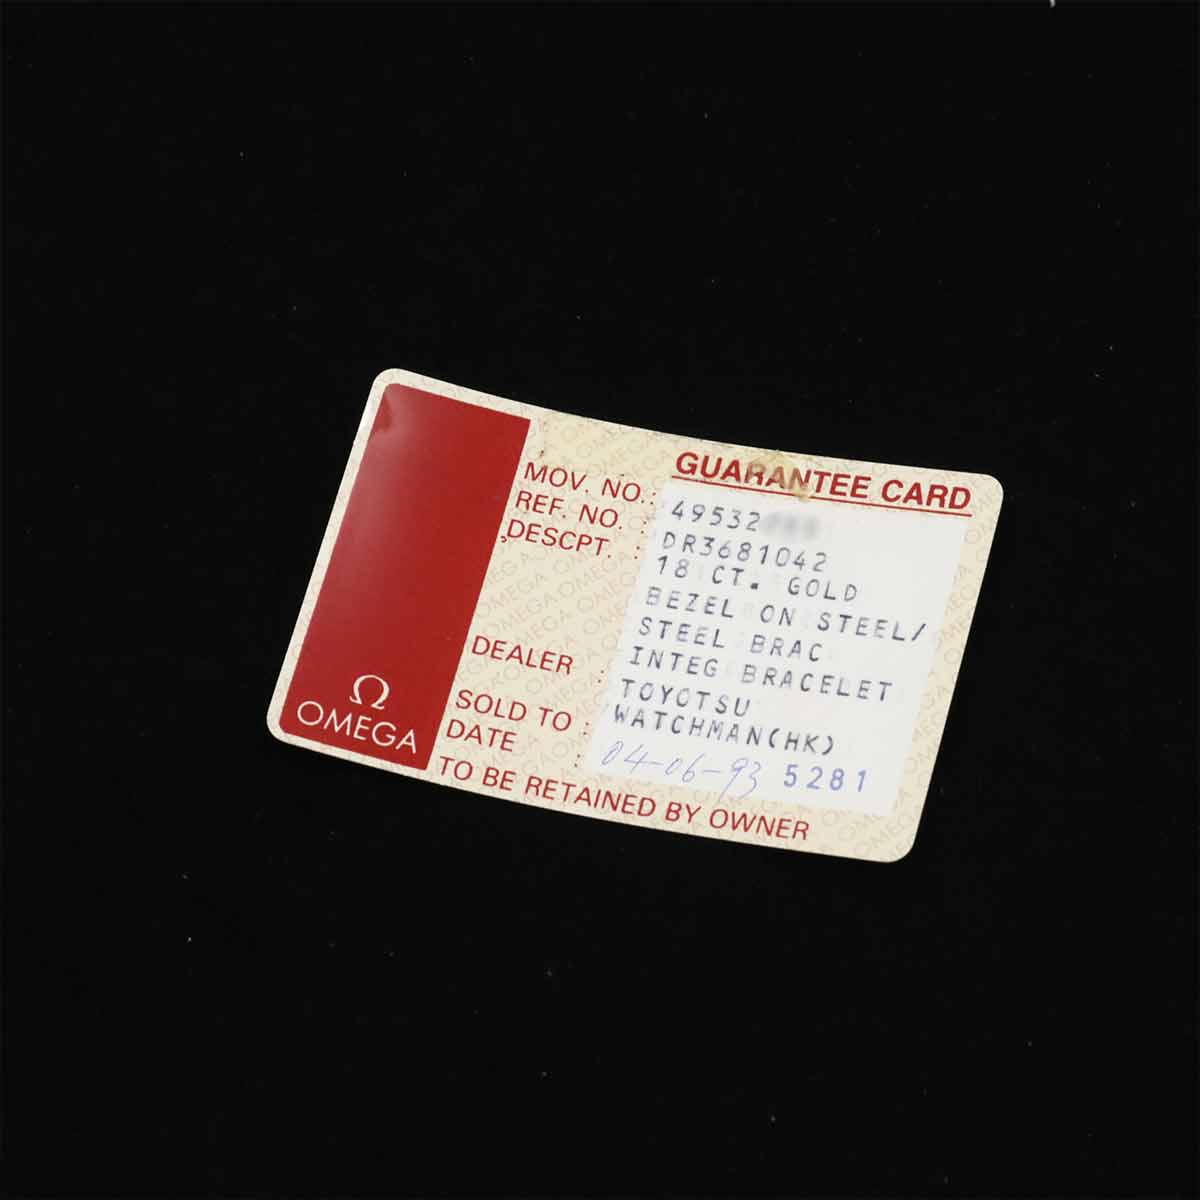 GUARANTEE CARD
MOV. NO. : 49532
REF. NO. : DR3681042
DESCPT. : 18 CT. GOLD
BEZEL ON STEEL/
STEEL BRAC
INTEG BRACELET
DEALER : TOYOTSU
WATCHMAN(HK)
SOLD TO :
DATE : 04-06-93 5281
TO BE RETAINED BY OWNER
Ω
OMEGA